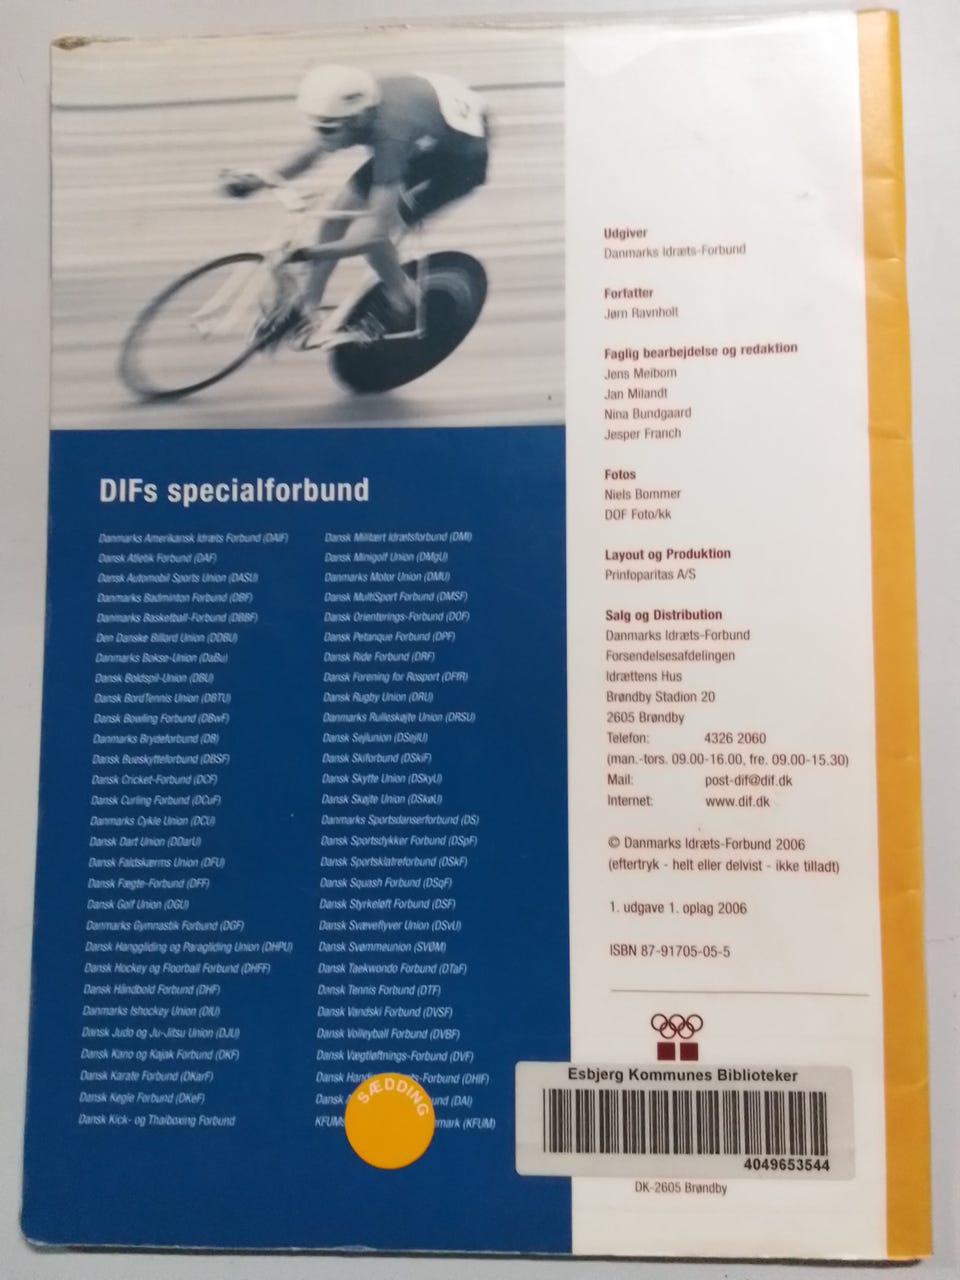 DIFs specialforbund
Danmarks Amerikansk Idræts Forbund (DAIF)
Dansk Atletik Forbund (DAF)
Dansk Automobil Sports Union (DASU)
Danmarks Badminton Forbund (DBF)
Danmarks Basketball-Forbund (DBBF)
Den Danske Billard Union (DDBU)
Danmarks Bokse-Union (DaBu)
Dansk Boldspil-Union (DBU)
Dansk BordTennis Union (DBTU)
Dansk Bowling Forbund (DBwF)
Danmarks Brydeforbund (DB)
Dansk Bueskytteforbund (DBSF)
Dansk Cricket-Forbund (DCF)
Dansk Curling Forbund (DCuF)
Danmarks Cykle Union (DCU)
Dansk Dart Union (DDarU)
Dansk Faldskærms Union (DFU)
Dansk Fægte-Forbund (DFF)
Dansk Golf Union (DGU)
Danmarks Gymnastik Forbund (DGF)
Dansk Hanggliding og Paragliding Union (DHPU)
Dansk Hockey og Floorball Forbund (DHFF)
Dansk Håndbold Forbund (DHF)
Danmarks Ishockey Union (DIU)
Dansk Judo og Ju-Jitsu Union (DJU)
Dansk Kano og Kajak Forbund (DKF)
Dansk Karate Forbund (DKarF)
Dansk Kegle Forbund (DKeF)
Dansk Kick- og Thaiboxing Forbund
Dansk Militært Idrætsforbund (DMI)
Dansk Minigolf Union (DMgU)
Danmarks Motor Union (DMU)
Dansk MultiSport Forbund (DMSF)
Dansk Orienterings-Forbund (DOF)
Dansk Petanque Forbund (DPF)
Dansk Ride Forbund (DRF)
Dansk Forening for Rosport (DFfR)
Dansk Rugby Union (DRU)
Danmarks Rulleskøjte Union (DRSU)
Dansk Sejlunion (DSejlU)
Dansk Skiforbund (DSkiF)
Dansk Skytte Union (DSkyU)
Dansk Skøjte Union (DSkøU)
Danmarks Sportsdanserforbund (DS)
Dansk Sportsdykker Forbund (DSpF)
Dansk Sportsklatreforbund (DSkF)
Dansk Squash Forbund (DSqF)
Dansk Styrkeløft Forbund (DSF)
Dansk Svæveflyver Union (DSvU)
Dansk Svømmeunion (SVØM)
Dansk Taekwondo Forbund (DTaF)
Dansk Tennis Forbund (DTF)
Dansk Vandski Forbund (DVSF)
Dansk Volleyball Forbund (DVBF)
Dansk Vægtløftnings-Forbund (DVF)
Dansk -Forbund (DHIF)
Dansk (DAI)
KFUMs (KFUM)
SÆDDING
Udgiver
Danmarks Idræts-Forbund
Forfatter
Jørn Ravnholt
Faglig bearbejdelse og redaktion
Jens Meibom
Jan Milandt
Nina Bundgaard
Jesper Franch
Fotos
Niels Bommer
DOF Foto/kk
Layout og Produktion
Prinfoparitas A/S
Salg og Distribution
Danmarks Idræts-Forbund
Forsendelsesafdelingen
Idrættens Hus
Brøndby Stadion 20
2605 Brøndby
Telefon: 4326 2060
(man.-tors. 09.00-16.00, fre. 09.00-15.30)
Mail: post-dif@dif.dk
Internet: www.dif.dk
© Danmarks Idræts-Forbund 2006
(eftertryk - helt eller delvist - ikke tilladt)
1. udgave 1. oplag 2006
ISBN 87-91705-05-5
Esbjerg Kommunes Biblioteker
4049653544
DK-2605 Brøndby